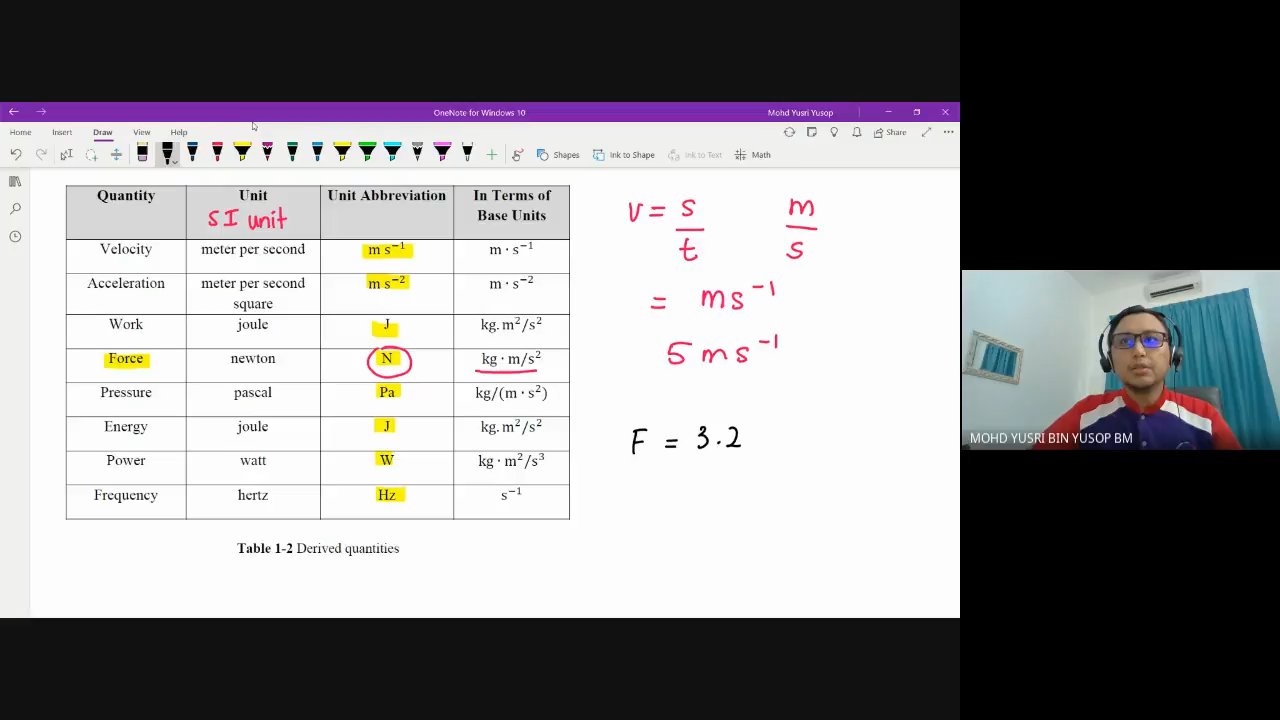 OneNote for Windows 10
Mohd Yusri Yusop
Home Insert Draw View Help
Share
Shapes Ink to Shape Ink to Text Math
Quantity Unit Unit Abbreviation In Terms of Base Units
SI unit
Velocity meter per second m s⁻¹ m · s⁻¹
Acceleration meter per second square m s⁻² m · s⁻²
Work joule J kg.m²/s²
Force newton N kg · m/s²
Pressure pascal Pa kg/(m · s²)
Energy joule J kg.m²/s²
Power watt W kg · m²/s³
Frequency hertz Hz s⁻¹
Table 1-2 Derived quantities
v = s/t m/s
= ms⁻¹
5ms⁻¹
F = 3.2
MOHD YUSRI BIN YUSOP BM